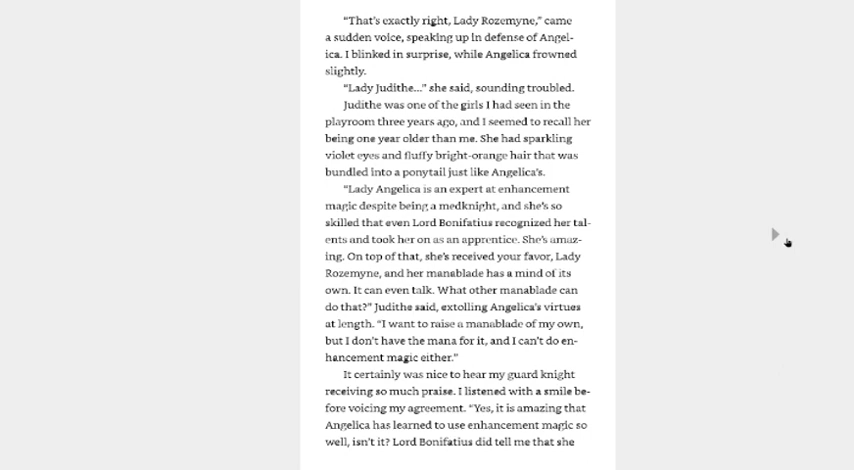 “That’s exactly right, Lady Rozemyne,” came
a sudden voice, speaking up in defense of Angel-
ica. I blinked in surprise, while Angelica frowned
slightly.
“Lady Judithe...” she said, sounding troubled.
Judithe was one of the girls I had seen in the
playroom three years ago, and I seemed to recall her
being one year older than me. She had sparkling
violet eyes and fluffy bright-orange hair that was
bundled into a ponytail just like Angelica’s.
“Lady Angelica is an expert at enhancement
magic despite being a medknight, and she’s so
skilled that even Lord Bonifatius recognized her tal-
ents and took her on as an apprentice. She’s amaz-
ing. On top of that, she’s received your favor, Lady
Rozemyne, and her manablade has a mind of its
own. It can even talk. What other manablade can
do that?” Judithe said, extolling Angelica’s virtues
at length. “I want to raise a manablade of my own,
but I don’t have the mana for it, and I can’t do en-
hancement magic either.”
It certainly was nice to hear my guard knight
receiving so much praise. I listened with a smile be-
fore voicing my agreement. “Yes, it is amazing that
Angelica has learned to use enhancement magic so
well, isn’t it? Lord Bonifatius did tell me that she